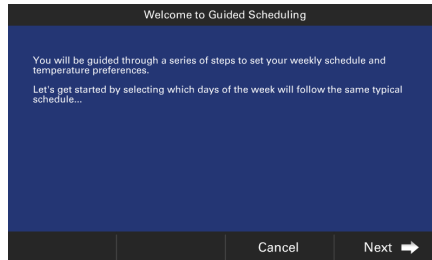 Welcome to Guided Scheduling
You will be guided through a series of steps to set your weekly schedule and
temperature preferences.
Let's get started by selecting which days of the week will follow the same typical
schedule...
Cancel
Next